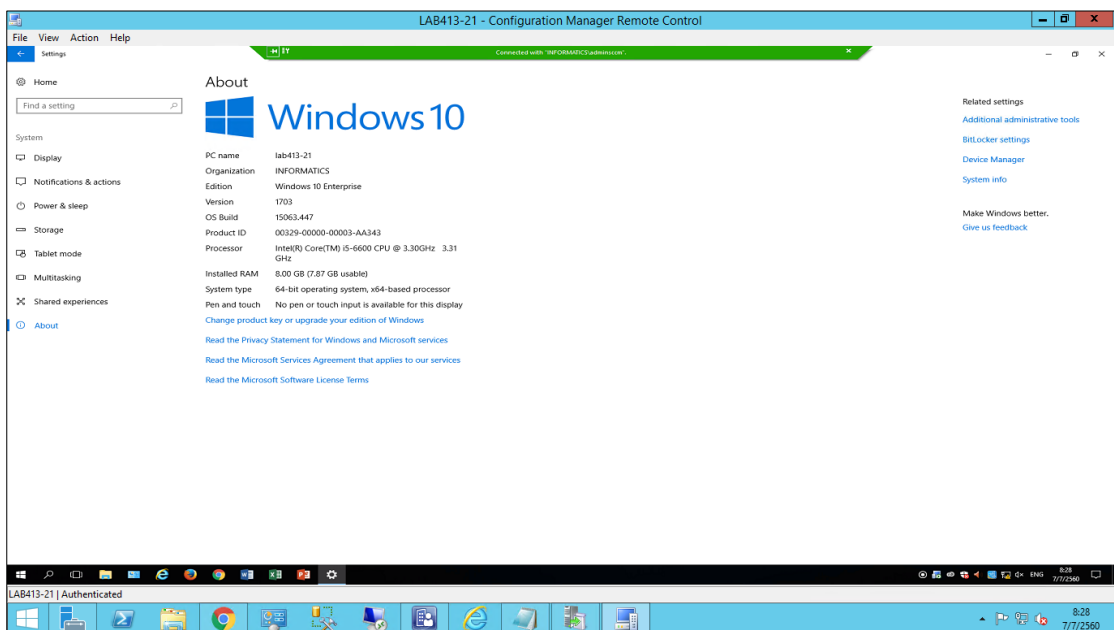 LAB413-21 - Configuration Manager Remote Control
File View Action Help
Settings
Connected with 'INFORMATICS\adminsccm'.
Home
Find a setting
System
Display
Notifications & actions
Power & sleep
Storage
Tablet mode
Multitasking
Shared experiences
About
About
Windows 10
PC name lab413-21
Organization INFORMATICS
Edition Windows 10 Enterprise
Version 1703
OS Build 15063.447
Product ID 00329-00000-00003-AA343
Processor Intel(R) Core(TM) i5-6600 CPU @ 3.30GHz 3.31
GHz
Installed RAM 8.00 GB (7.87 GB usable)
System type 64-bit operating system, x64-based processor
Pen and touch No pen or touch input is available for this display
Change product key or upgrade your edition of Windows
Read the Privacy Statement for Windows and Microsoft services
Read the Microsoft Services Agreement that applies to our services
Read the Microsoft Software License Terms
Related settings
Additional administrative tools
BitLocker settings
Device Manager
System info
Make Windows better.
Give us feedback
ENG
8:28
7/7/2560
LAB413-21 | Authenticated
8:28
7/7/2560